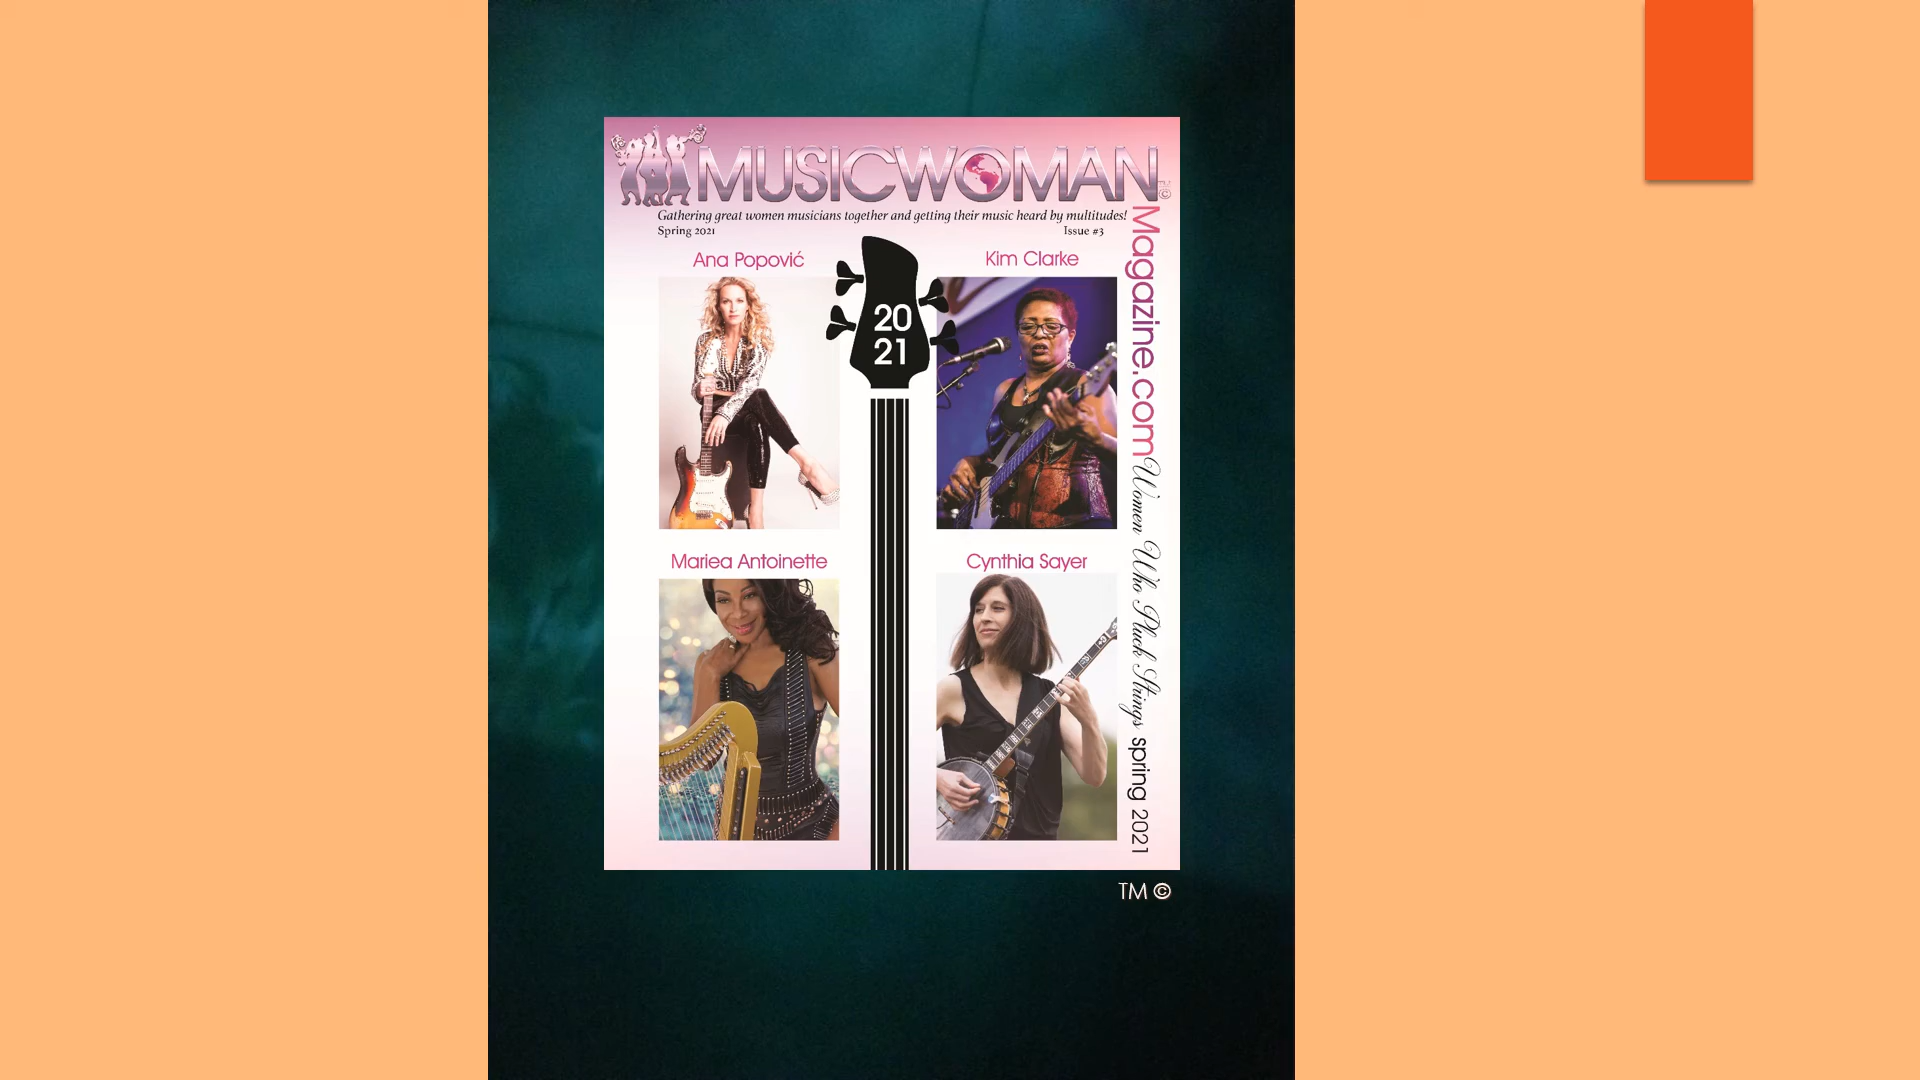 MUSICWOMAN TM ©
Gathering great women musicians together and getting their music heard by multitudes!
Spring 2021
Issue #3
Magazine.com
Women Who Pluck Strings
spring 2021
Ana Popović
Kim Clarke
20
21
Mariea Antoinette
Cynthia Sayer
TM ©